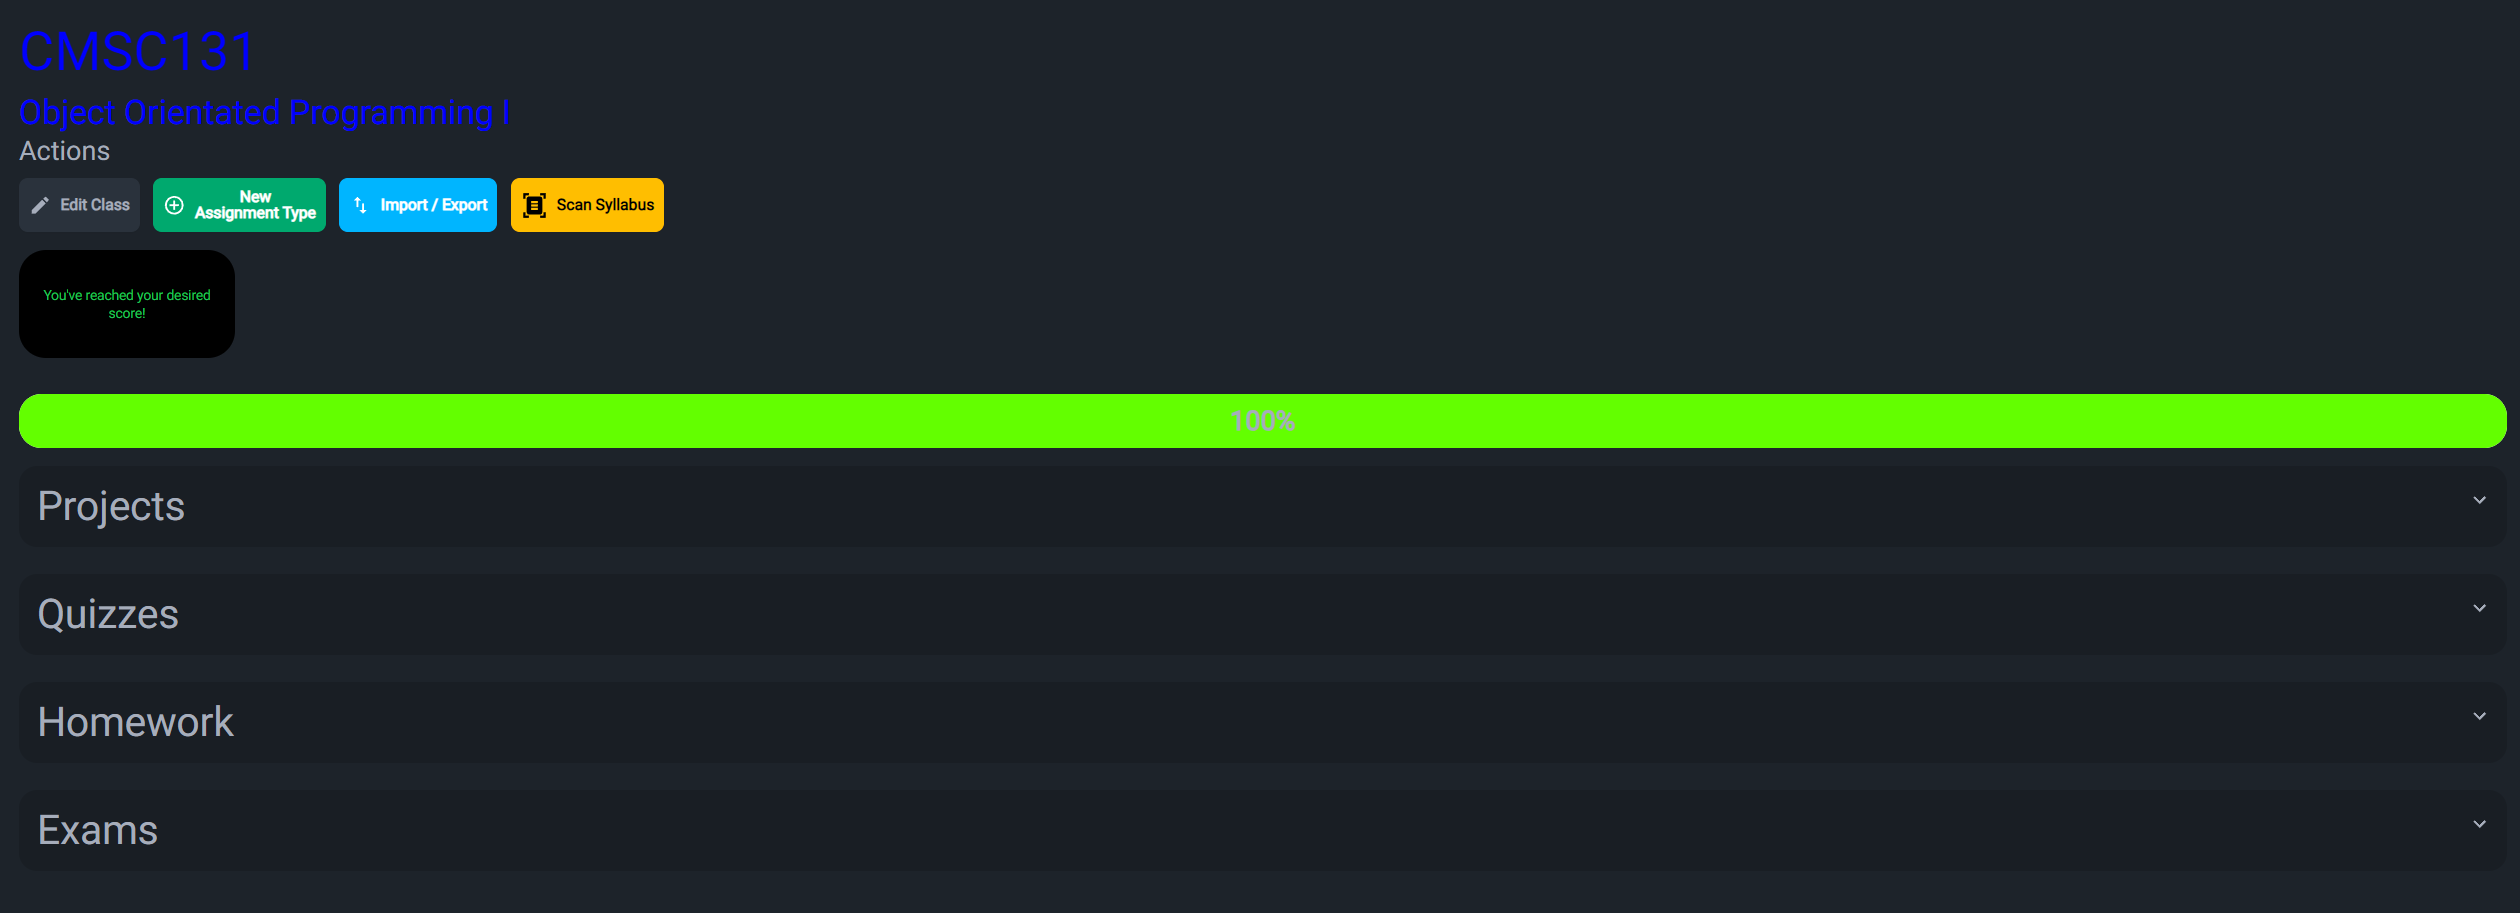 CMSC131
Object Orientated Programming I
Actions
Edit Class
New
Assignment Type
Import / Export
Scan Syllabus
You've reached your desired
score!
100%
Projects
Quizzes
Homework
Exams